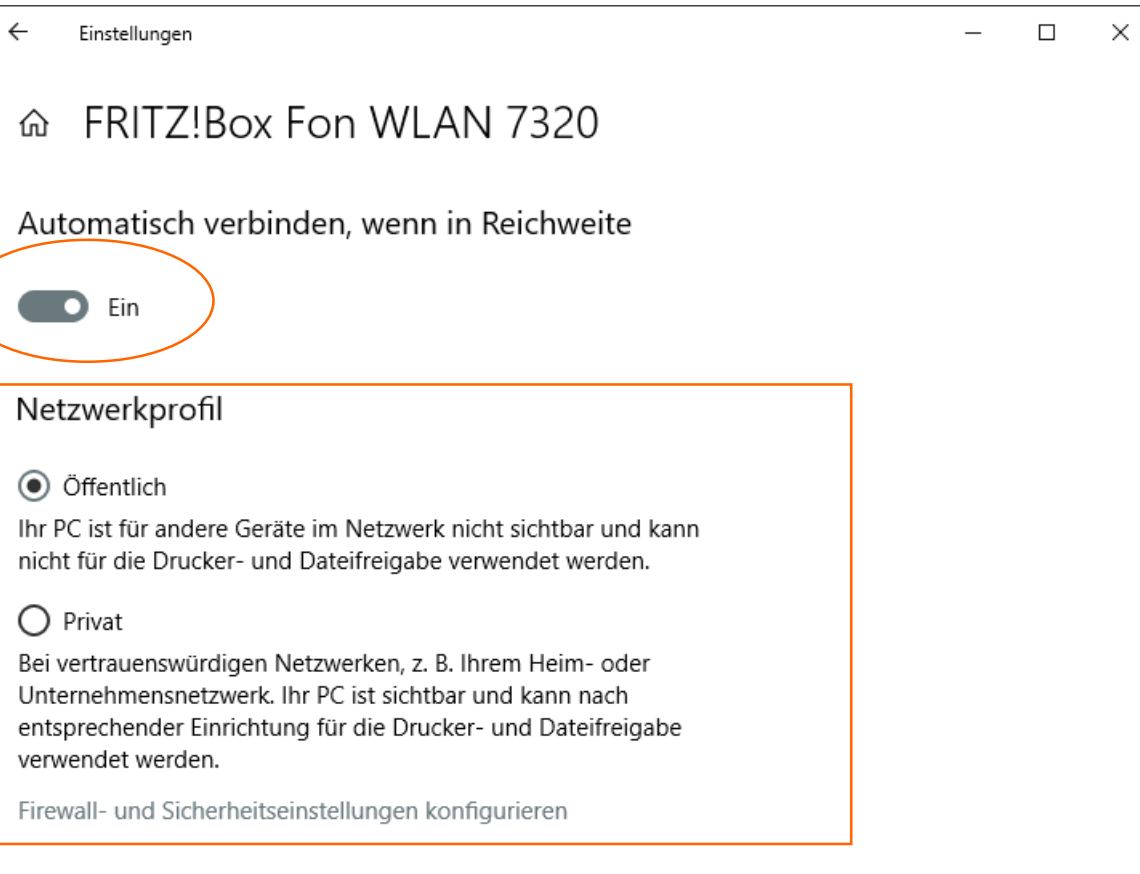 Einstellungen
FRITZ!Box Fon WLAN 7320
Automatisch verbinden, wenn in Reichweite
Ein
Netzwerkprofil
Öffentlich
Ihr PC ist für andere Geräte im Netzwerk nicht sichtbar und kann
nicht für die Drucker- und Dateifreigabe verwendet werden.
Privat
Bei vertrauenswürdigen Netzwerken, z. B. Ihrem Heim- oder
Unternehmensnetzwerk. Ihr PC ist sichtbar und kann nach
entsprechender Einrichtung für die Drucker- und Dateifreigabe
verwendet werden.
Firewall- und Sicherheitseinstellungen konfigurieren